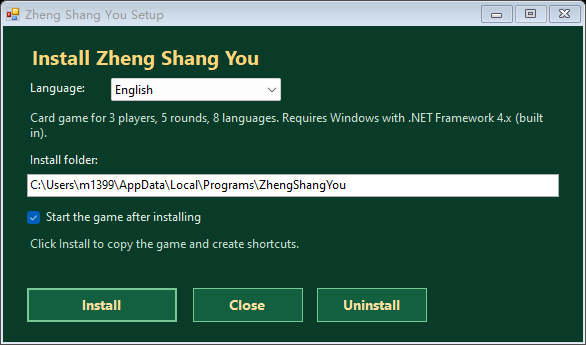 Zheng Shang You Setup
Install Zheng Shang You
Language:
English
Card game for 3 players, 5 rounds, 8 languages. Requires Windows with .NET Framework 4.x (built
in).
Install folder:
C:\Users\m1399\AppData\Local\Programs\ZhengShangYou
Start the game after installing
Click Install to copy the game and create shortcuts.
Install
Close
Uninstall